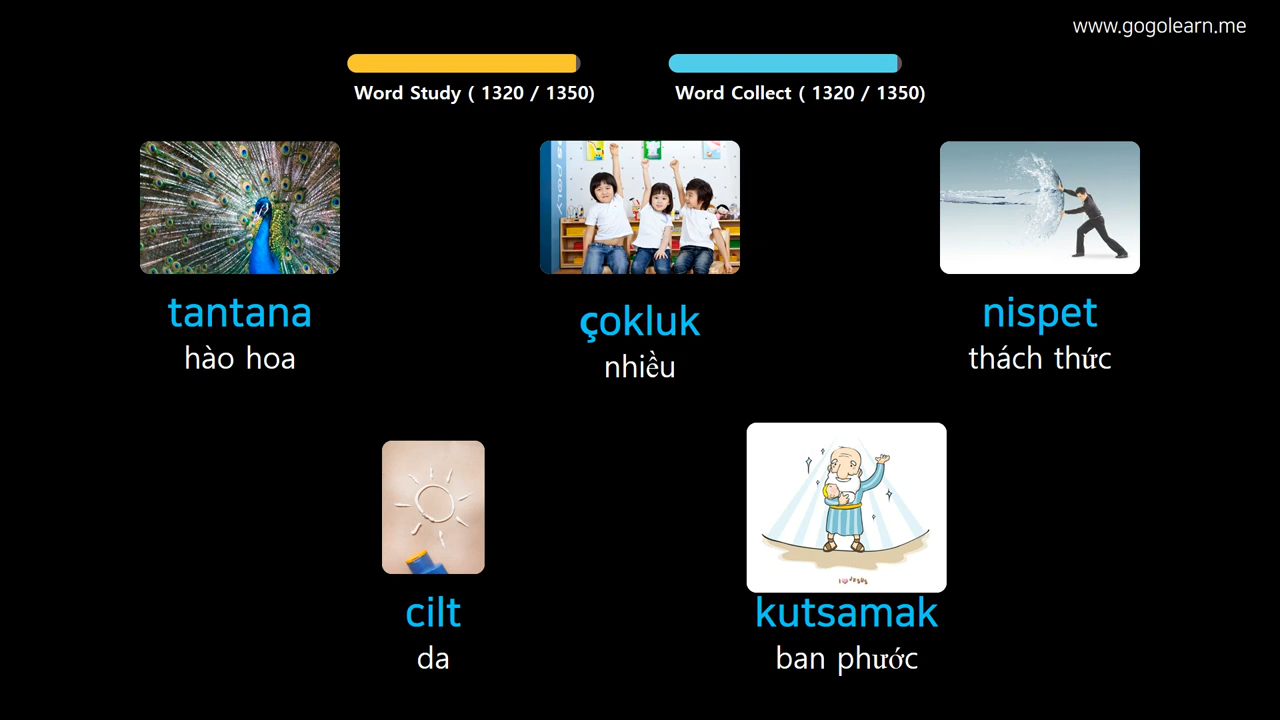 www.gogolearn.me
Word Study ( 1320 / 1350)
Word Collect ( 1320 / 1350)
tantana
hào hoa
çokluk
nhiều
nispet
thách thức
cilt
da
I JESUS
kutsamak
ban phước